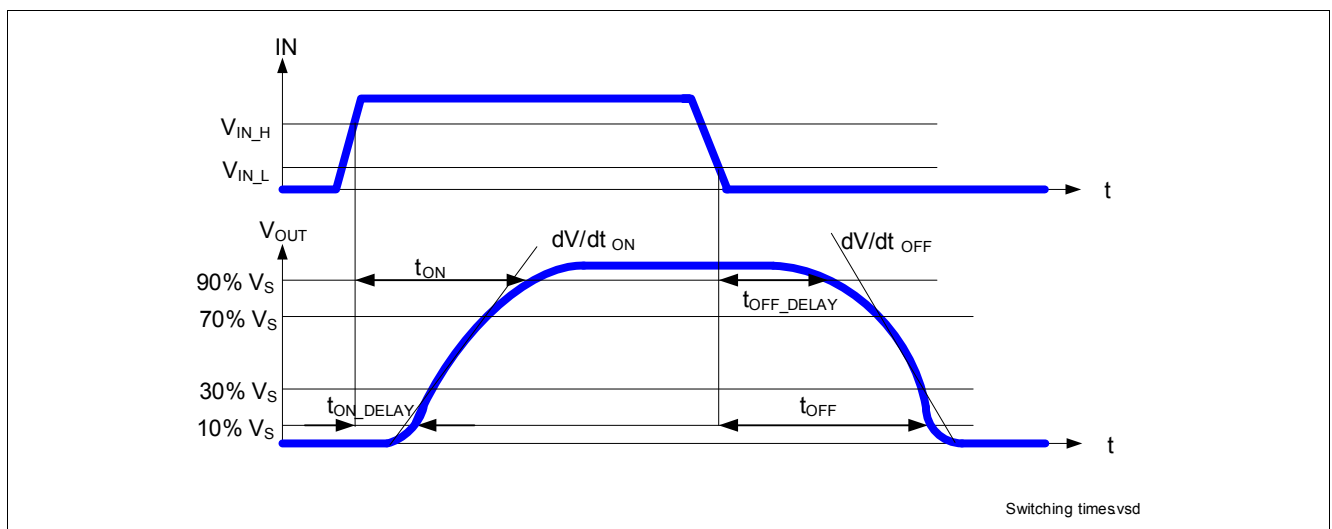 IN
V_IN_H
V_IN_L
t
V_OUT
dV/dt ON
dV/dt OFF
90% V_S
t_ON
t_OFF_DELAY
70% V_S
30% V_S
t_ON_DELAY
t_OFF
10% V_S
t
Switching times.vsd